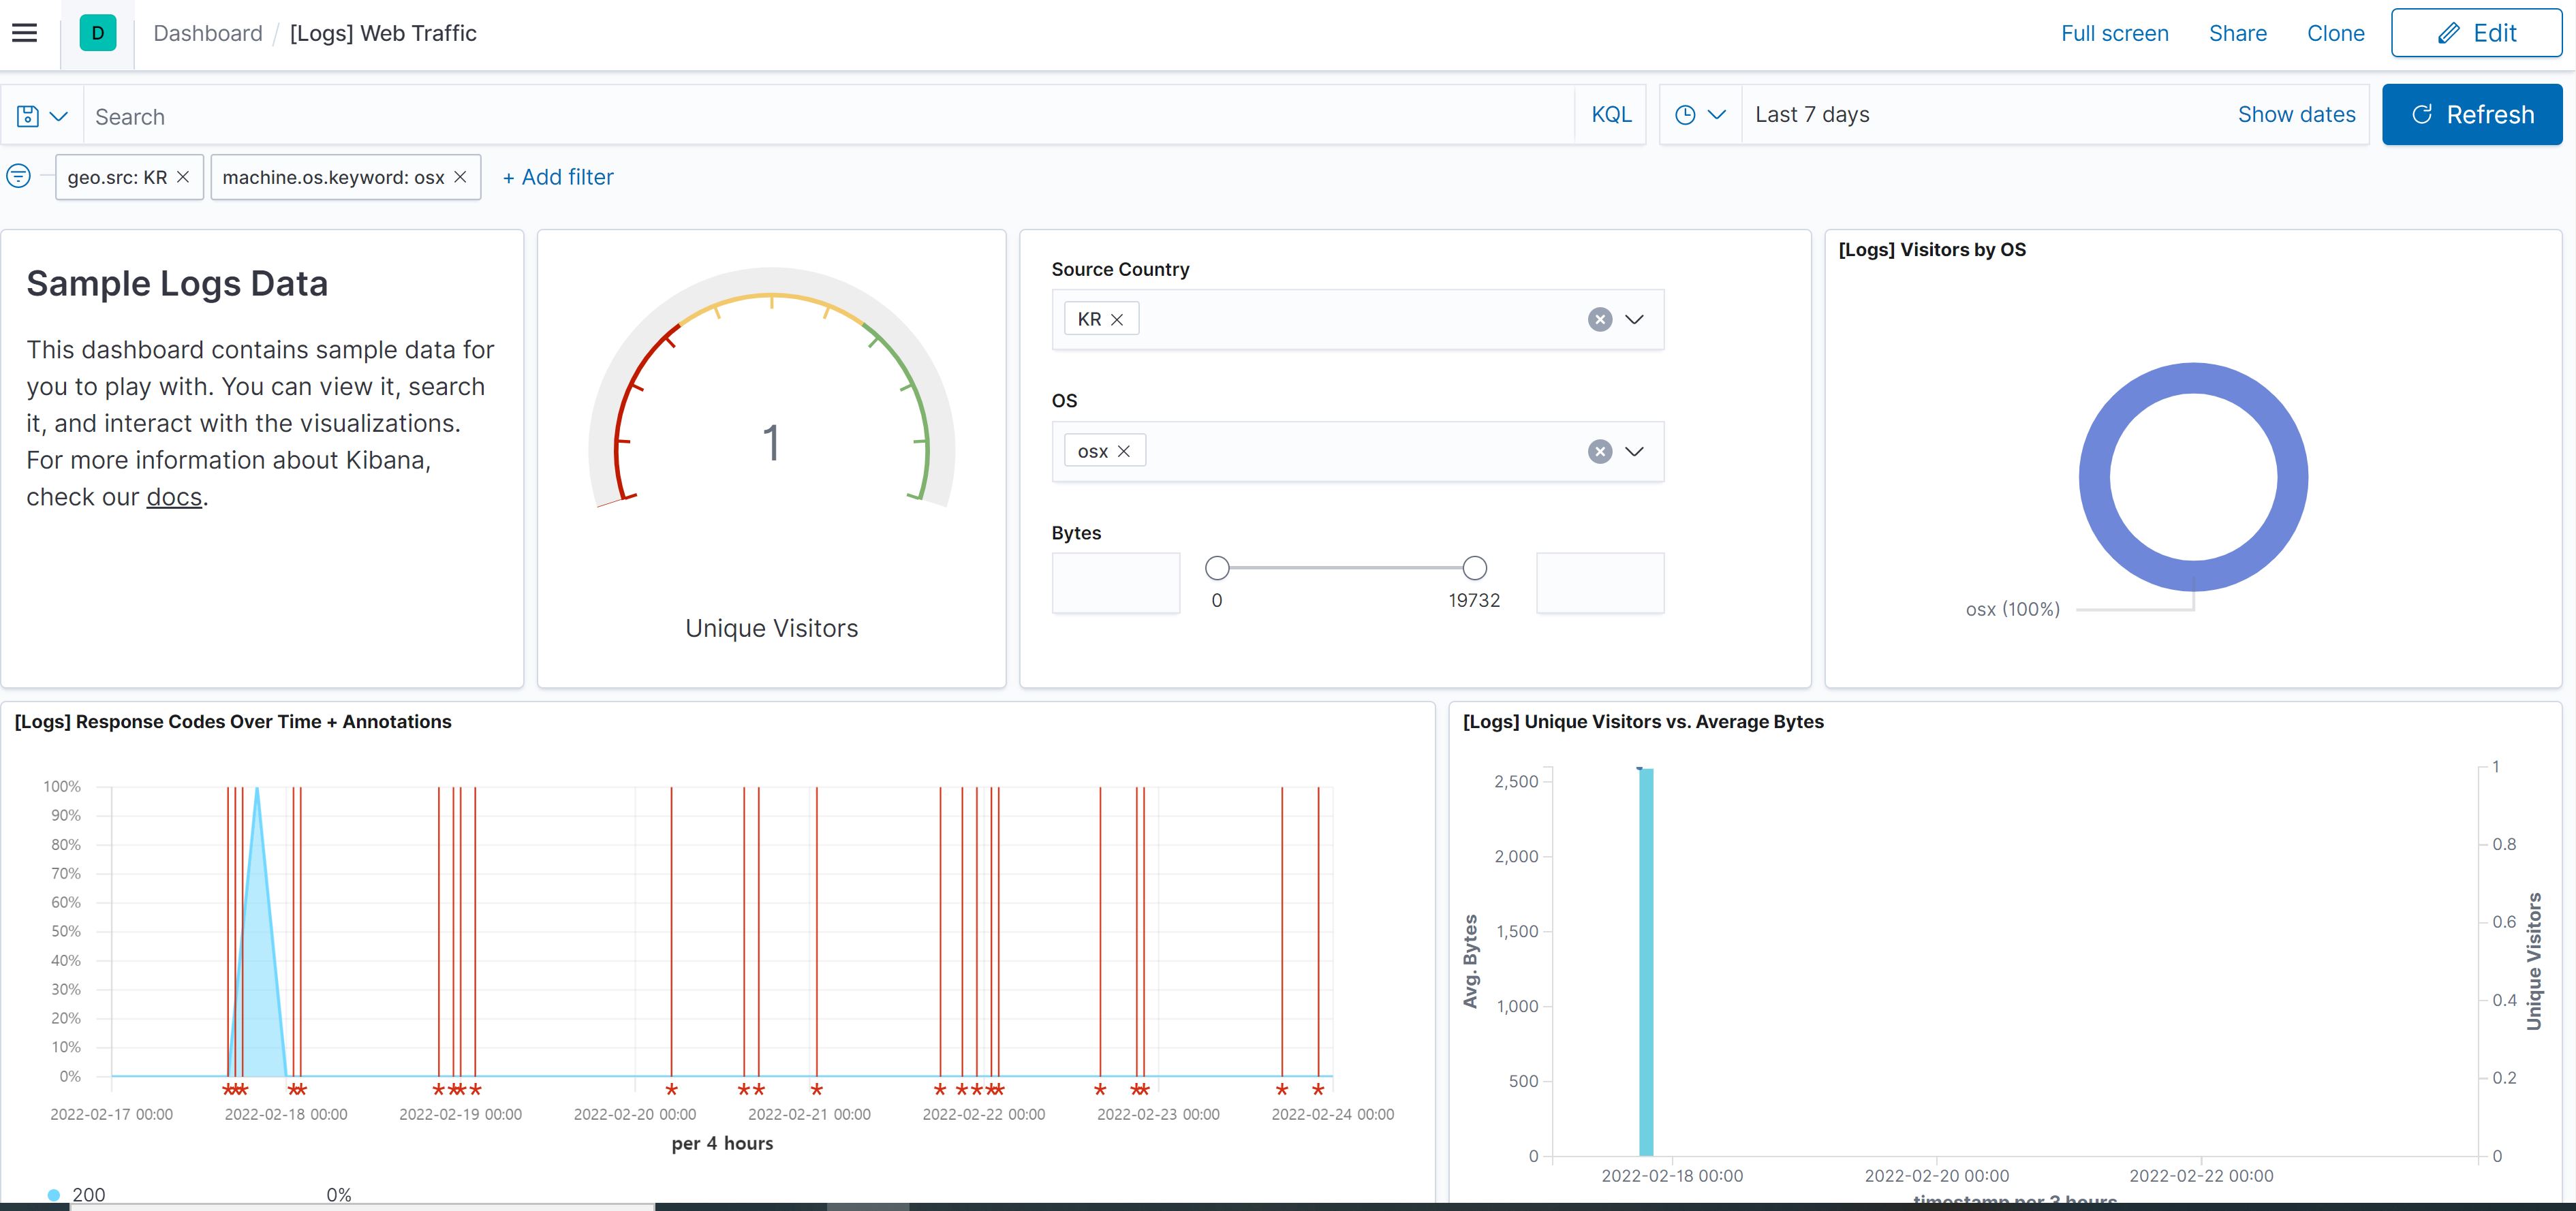 D Dashboard / [Logs] Web Traffic Full screen Share Clone Edit
Search KQL Last 7 days Show dates Refresh
geo.src: KR machine.os.keyword: osx + Add filter
Sample Logs Data
This dashboard contains sample data for
you to play with. You can view it, search
it, and interact with the visualizations.
For more information about Kibana,
check our docs.
1
Unique Visitors
Source Country
KR
OS
osx
Bytes
0 19732
[Logs] Visitors by OS
osx (100%)
[Logs] Response Codes Over Time + Annotations
100%
90%
80%
70%
60%
50%
40%
30%
20%
10%
0%
2022-02-17 00:00 2022-02-18 00:00 2022-02-19 00:00 2022-02-20 00:00 2022-02-21 00:00 2022-02-22 00:00 2022-02-23 00:00 2022-02-24 00:00
per 4 hours
200 0%
[Logs] Unique Visitors vs. Average Bytes
Avg. Bytes
2,500
2,000
1,500
1,000
500
0
1
0.8
0.6
0.4
0.2
0
Unique Visitors
2022-02-18 00:00 2022-02-20 00:00 2022-02-22 00:00
timestamp per 3 hours